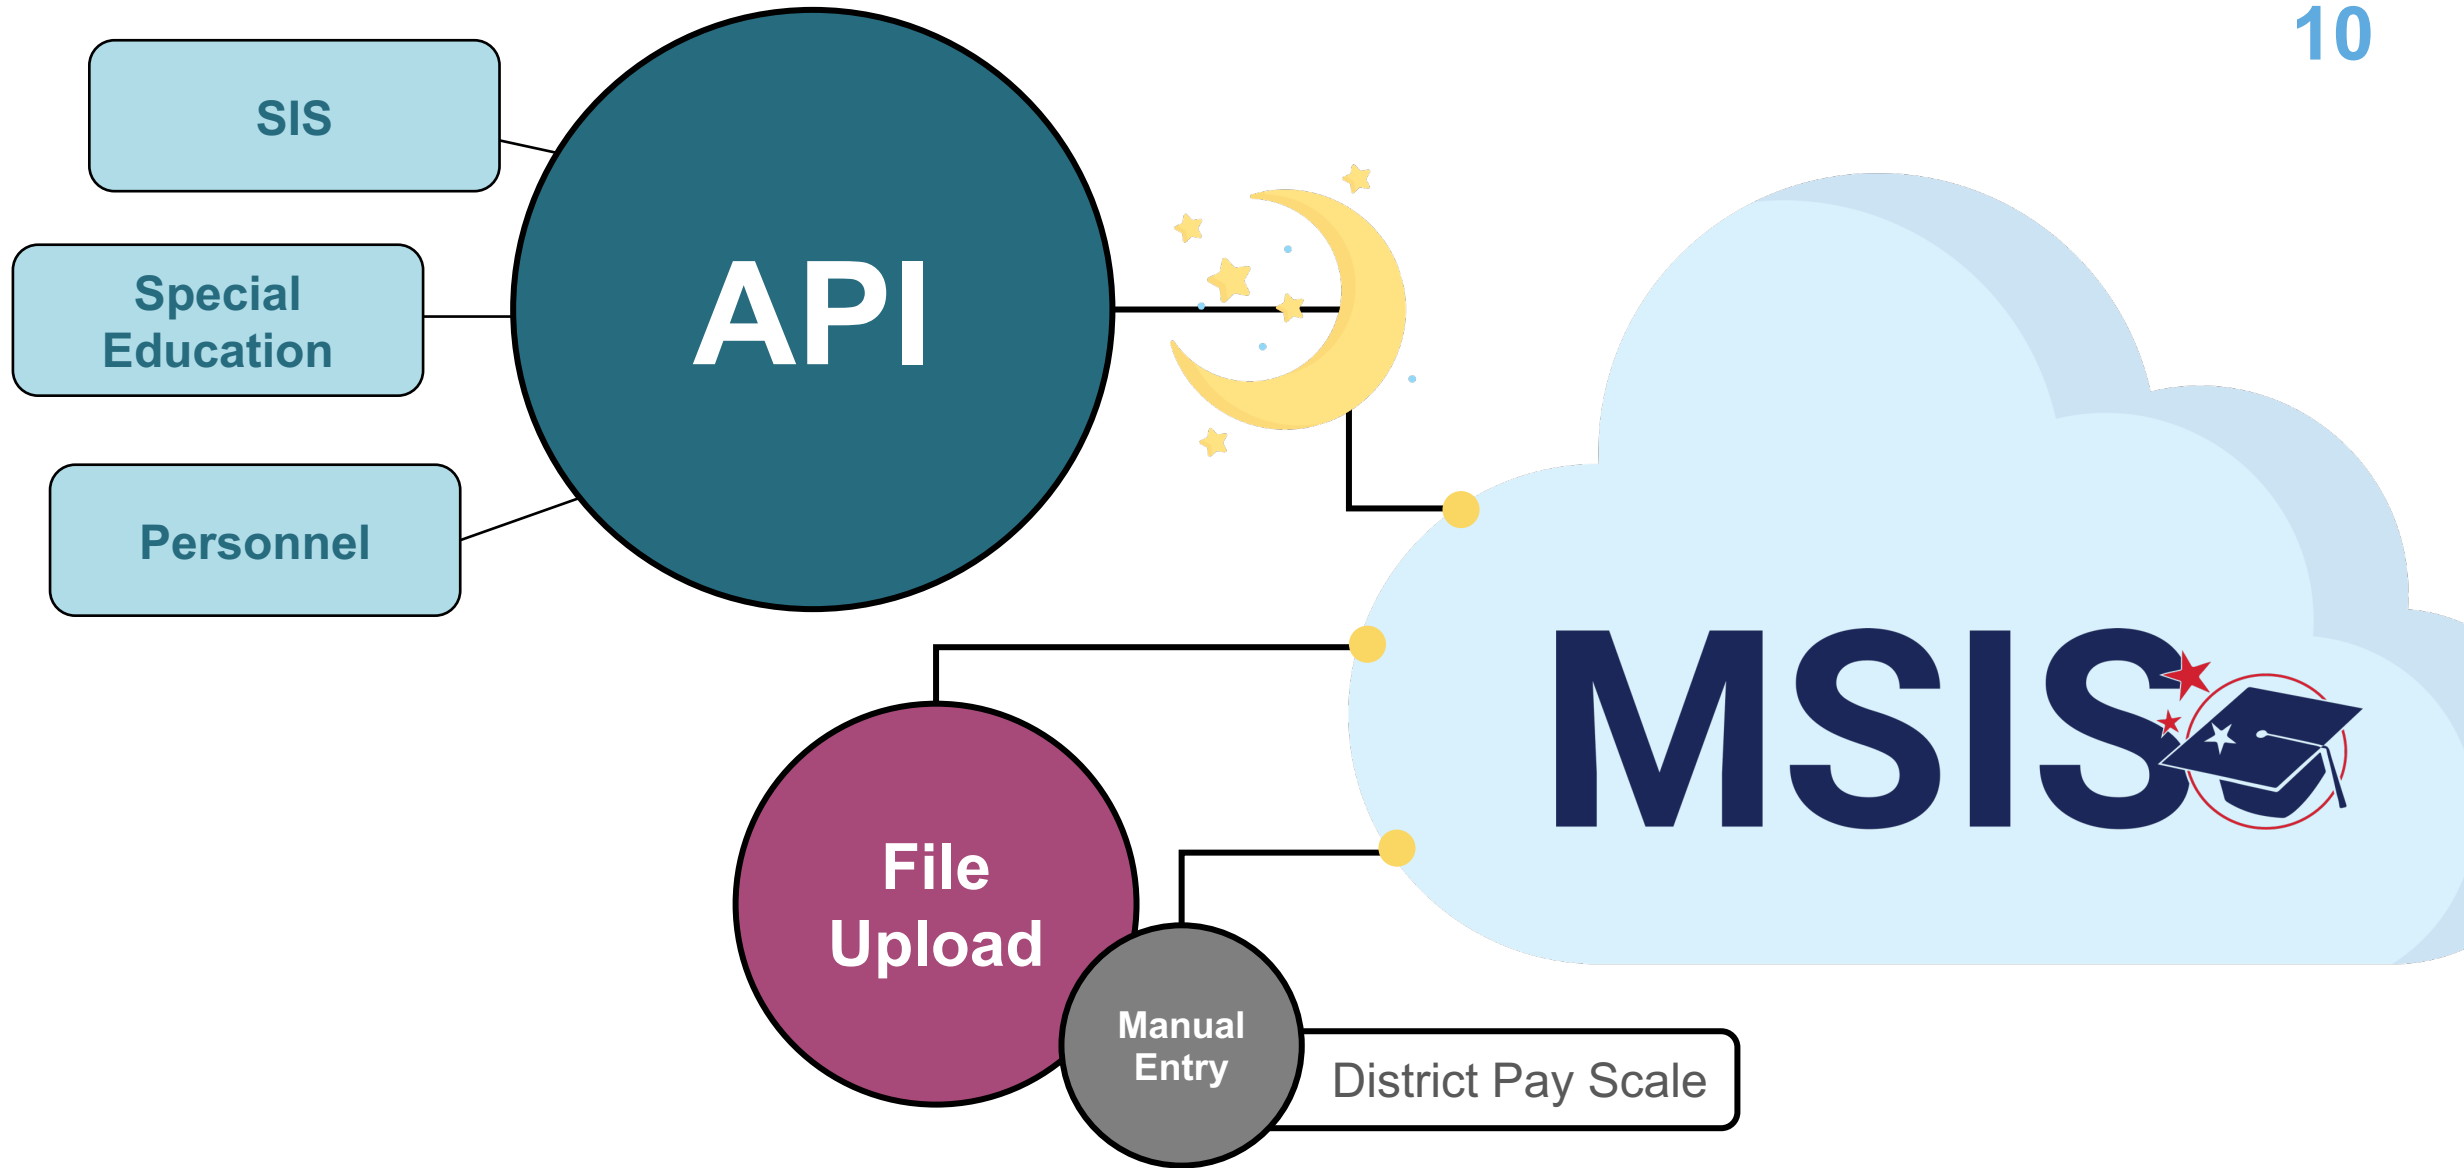 10
SIS
API
Special
Education
Personnel
MSIS
File
Upload
Manual
Entry
District Pay Scale